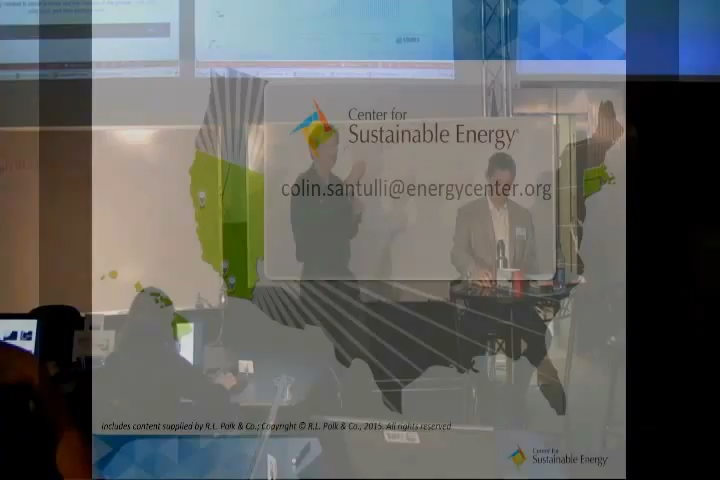 Center for
Sustainable Energy
colin.santulli@energycenter.org
includes content supplied by R.L. Polk & Co.; Copyright © R.L. Polk & Co., 2015. All rights reserved
Center for
Sustainable Energy